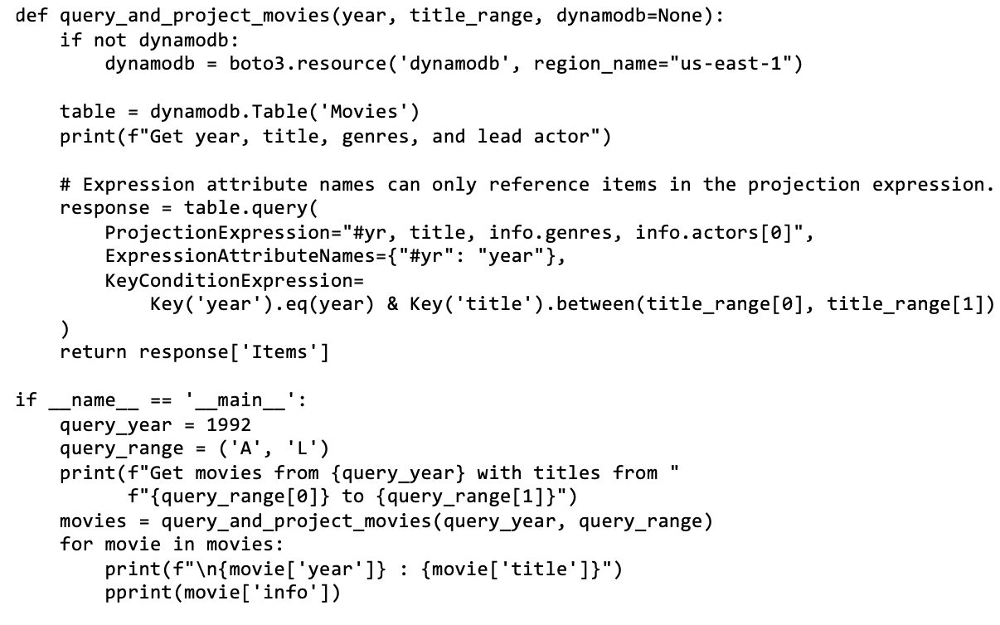 def query_and_project_movies(year, title_range, dynamodb=None):
    if not dynamodb:
        dynamodb = boto3.resource('dynamodb', region_name="us-east-1")

    table = dynamodb.Table('Movies')
    print(f"Get year, title, genres, and lead actor")

    # Expression attribute names can only reference items in the projection expression.
    response = table.query(
        ProjectionExpression="#yr, title, info.genres, info.actors[0]",
        ExpressionAttributeNames={"#yr": "year"},
        KeyConditionExpression=
            Key('year').eq(year) & Key('title').between(title_range[0], title_range[1])
    )
    return response['Items']

if __name__ == '__main__':
    query_year = 1992
    query_range = ('A', 'L')
    print(f"Get movies from {query_year} with titles from "
          f"{query_range[0]} to {query_range[1]}")
    movies = query_and_project_movies(query_year, query_range)
    for movie in movies:
        print(f"\n{movie['year']} : {movie['title']}")
        pprint(movie['info'])